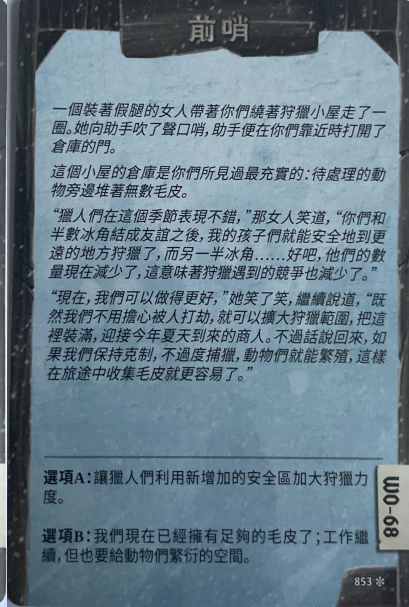 前哨
一個裝著假腿的女人帶著你們繞著狩獵小屋走了一
圈。她向助手吹了聲口哨，助手便在你們靠近時打開了
倉庫的門。
這個小屋的倉庫是你們所見過最充實的：待處理的動
物旁邊堆著無數毛皮。
“獵人們在這個季節表現不錯，”那女人笑道，“你們和
半數冰角結成友誼之後，我的孩子們就能安全地到更
遠的地方狩獵了，而另一半冰角……好吧，他們的數
量現在減少了，這意味著狩獵遇到的競爭也減少了。”
“現在，我們可以做得更好，”她笑了笑，繼續說道，“既
然我們不用擔心被人打劫，就可以擴大狩獵範圍，把這
裡裝滿，迎接今年夏天到來的商人。不過話說回來，如
果我們保持克制，不過度捕獵，動物們就能繁殖，這樣
在旅途中收集毛皮就更容易了。”
選項A：讓獵人們利用新增加的安全區加大狩獵力
度。
選項B：我們現在已經擁有足夠的毛皮了；工作繼
續，但也要給動物們繁衍的空間。
WO-68
853